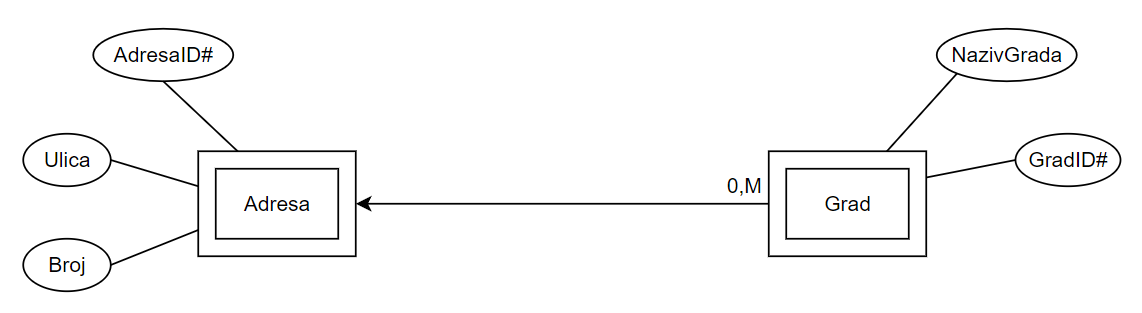 AdresaID#
NazivGrada
Ulica
GradID#
0,M
Adresa
Grad
Broj